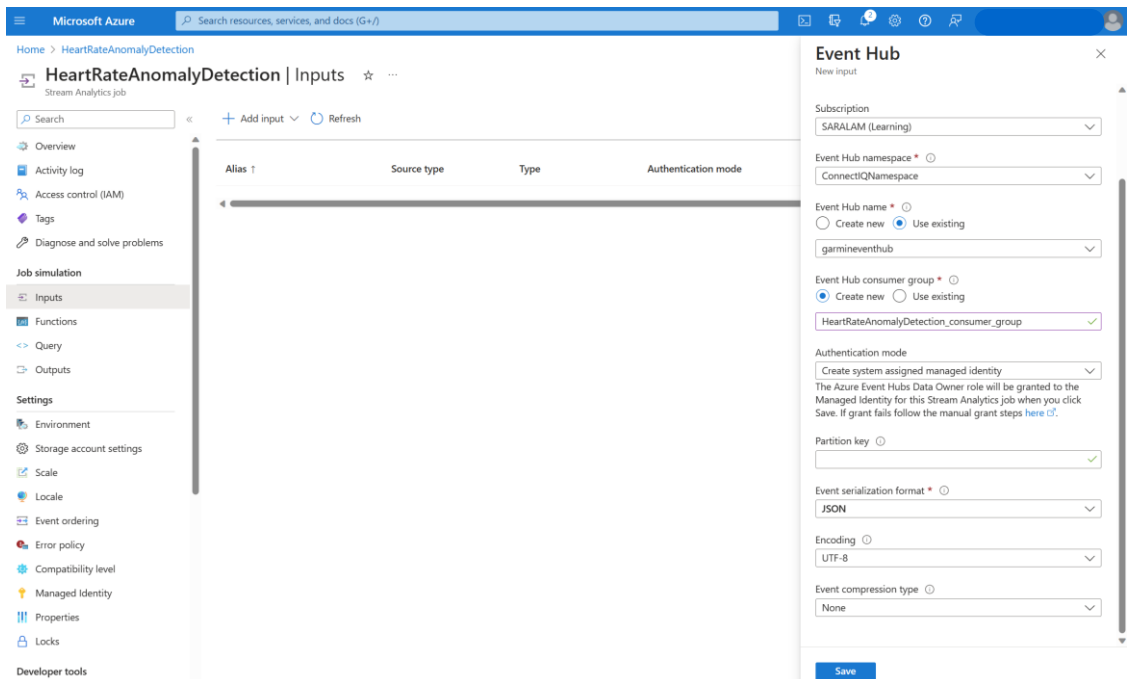 Microsoft Azure
Search resources, services, and docs (G+/)
2
Home > HeartRateAnomalyDetection
HeartRateAnomalyDetection | Inputs
Stream Analytics job
Search
Overview
Activity log
Access control (IAM)
Tags
Diagnose and solve problems
Job simulation
Inputs
Functions
Query
Outputs
Settings
Environment
Storage account settings
Scale
Locale
Event ordering
Error policy
Compatibility level
Managed Identity
Properties
Locks
Developer tools
Add input
Refresh
Alias ↑ Source type Type Authentication mode
Event Hub
New input
Subscription
SARALAM (Learning)
Event Hub namespace *
ConnectIQNamespace
Event Hub name *
Create new Use existing
garmineventhub
Event Hub consumer group *
Create new Use existing
HeartRateAnomalyDetection_consumer_group
Authentication mode
Create system assigned managed identity
The Azure Event Hubs Data Owner role will be granted to the
Managed Identity for this Stream Analytics job when you click
Save. If grant fails follow the manual grant steps here.
Partition key
Event serialization format *
JSON
Encoding
UTF-8
Event compression type
None
Save